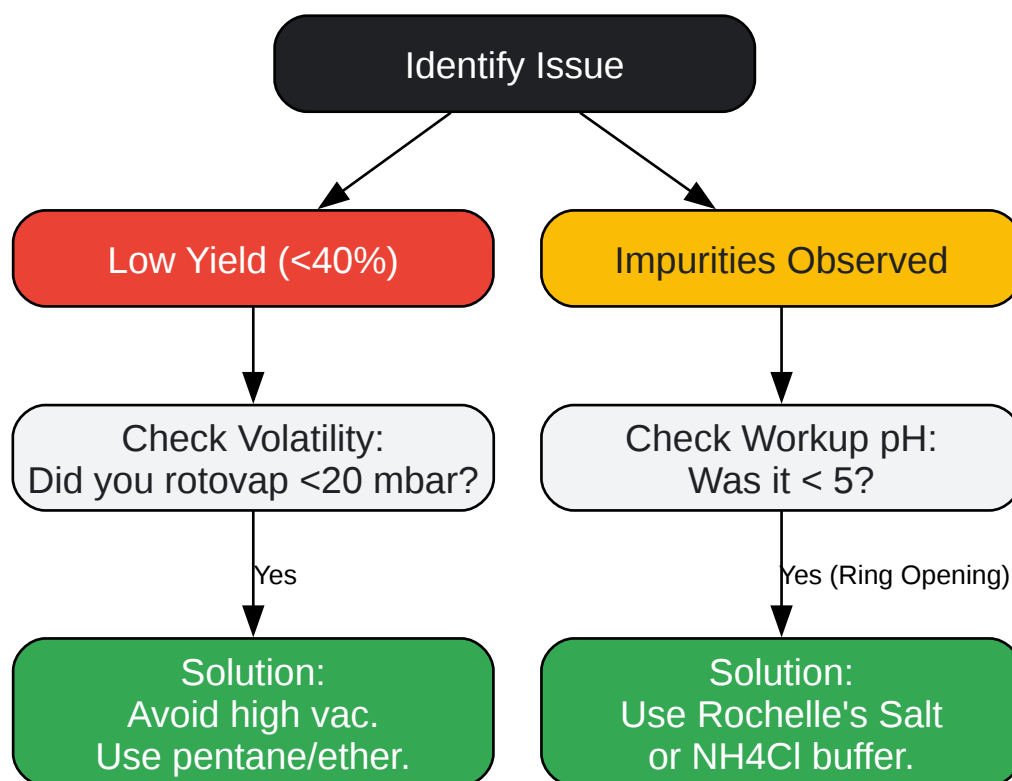 Identify Issue
Low Yield (<40%)
Impurities Observed
Check Volatility:
Did you rotovap <20 mbar?
Check Workup pH:
Was it < 5?
Yes
Yes (Ring Opening)
Solution:
Avoid high vac.
Use pentane/ether.
Solution:
Use Rochelle's Salt
or NH4Cl buffer.